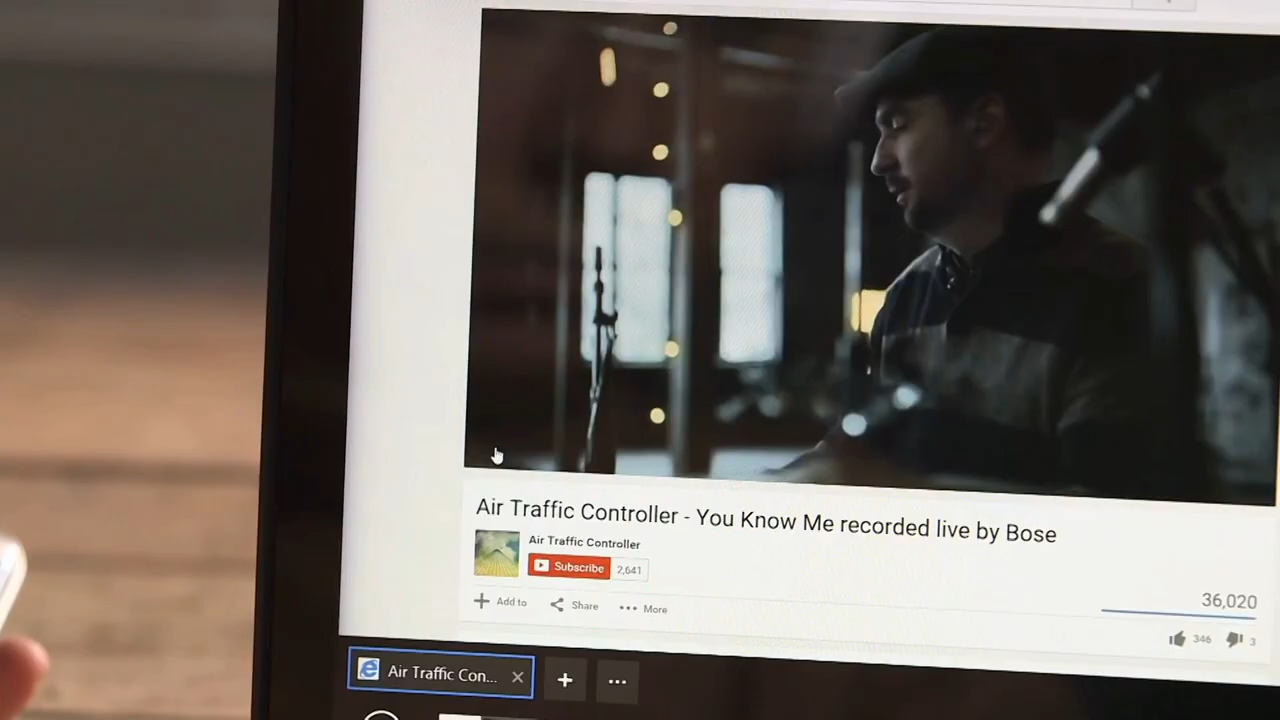 Air Traffic Controller - You Know Me recorded live by Bose
Air Traffic Controller
Subscribe 2,641
Add to Share More
36,020
346 3
Air Traffic Con...